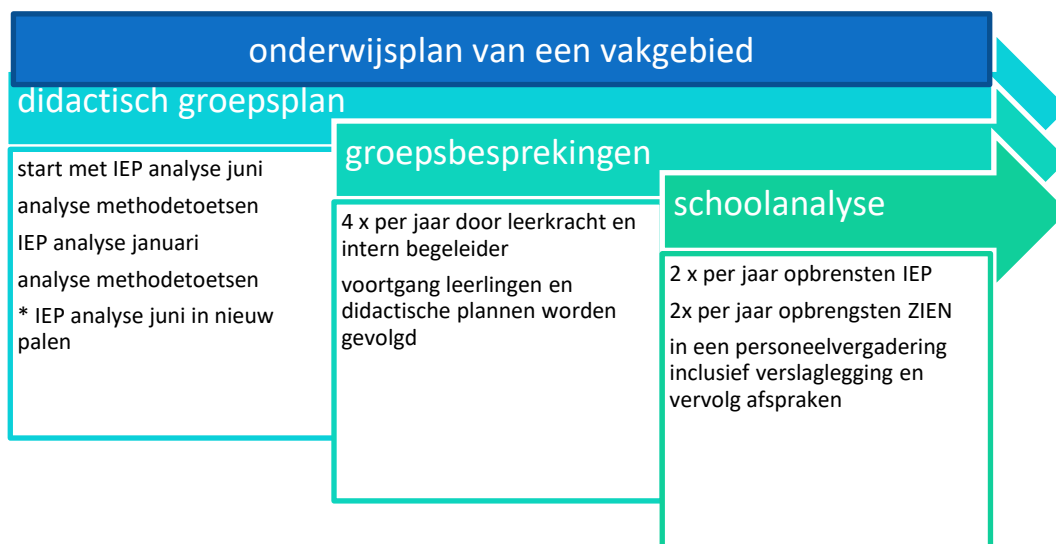 onderwijsplan van een vakgebied
didactisch groepsplan
start met IEP analyse juni
analyse methodetoetsen
IEP analyse januari
analyse methodetoetsen
* IEP analyse juni in nieuw
palen
groepsbesprekingen
4 x per jaar door leerkracht en
intern begeleider
voortgang leerlingen en
didactische plannen worden
gevolgd
schoolanalyse
2 x per jaar opbrensten IEP
2x per jaar opbrengsten ZIEN
in een personeelvergadering
inclusief verslaglegging en
vervolg afspraken